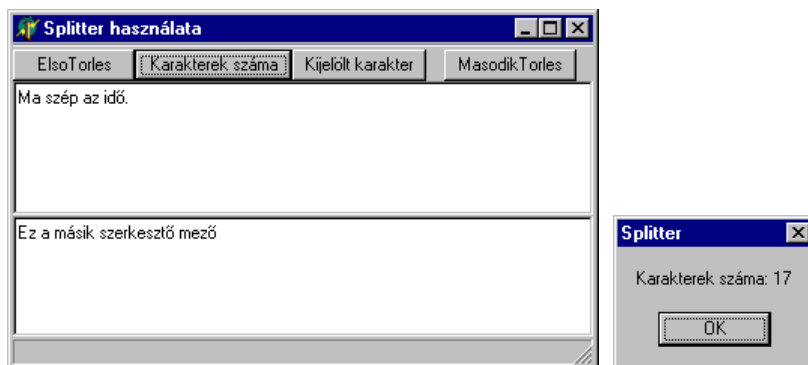 Splitter használata
ElsoTorles Karakterek száma Kijelölt karakter MasodikTorles
Ma szép az idő.
Ez a másik szerkesztő mező
Splitter
Karakterek száma: 17
OK